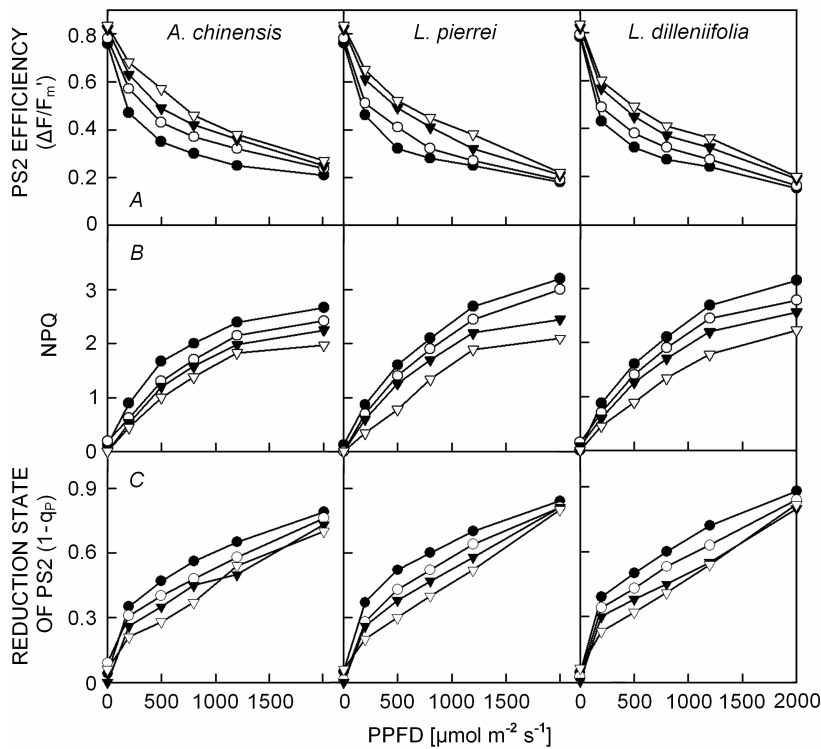 A. chinensis
L. pierrei
L. dilleniifolia
PS2 EFFICIENCY
(ΔF/Fm')
0.8
0.6
0.4
0.2
0
A
NPQ
3
2
1
0
B
REDUCTION STATE
OF PS2 (1-qP)
0.9
0.6
0.3
0
C
0 500 1000 1500 0 500 1000 1500 0 500 1000 1500 2000
PPFD [µmol m-2 s-1]